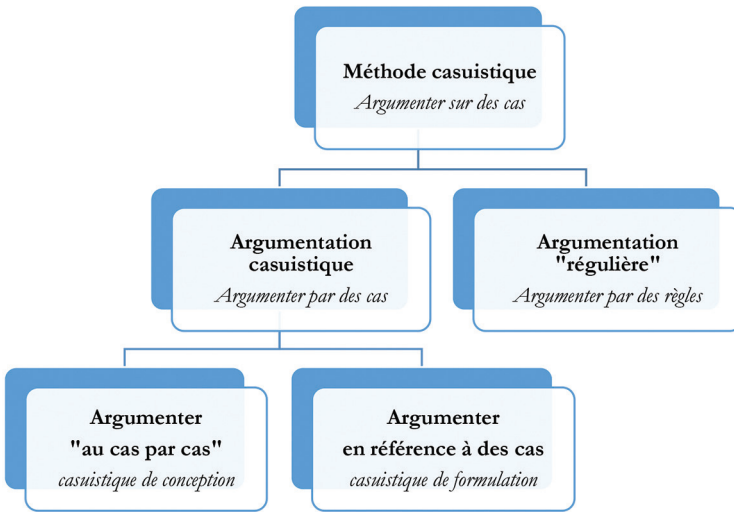 Méthode casuistique
Argumenter sur des cas
Argumentation
casuistique
Argumenter par des cas
Argumentation
"régulière"
Argumenter par des règles
Argumenter
"au cas par cas"
casuistique de conception
Argumenter
en référence à des cas
casuistique de formulation